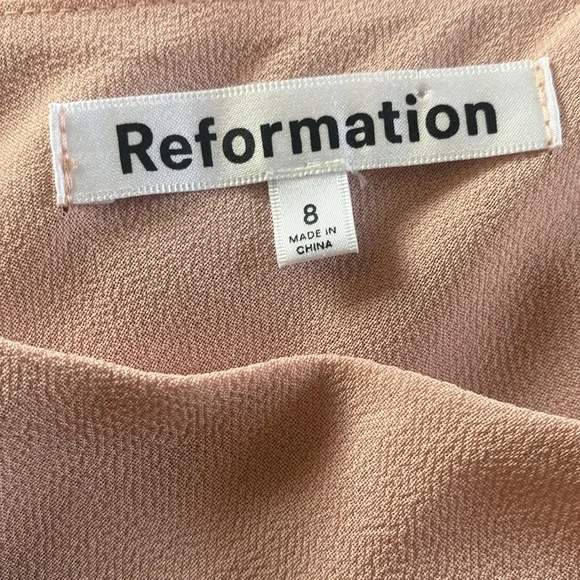 Reformation
8
MADE IN
CHINA